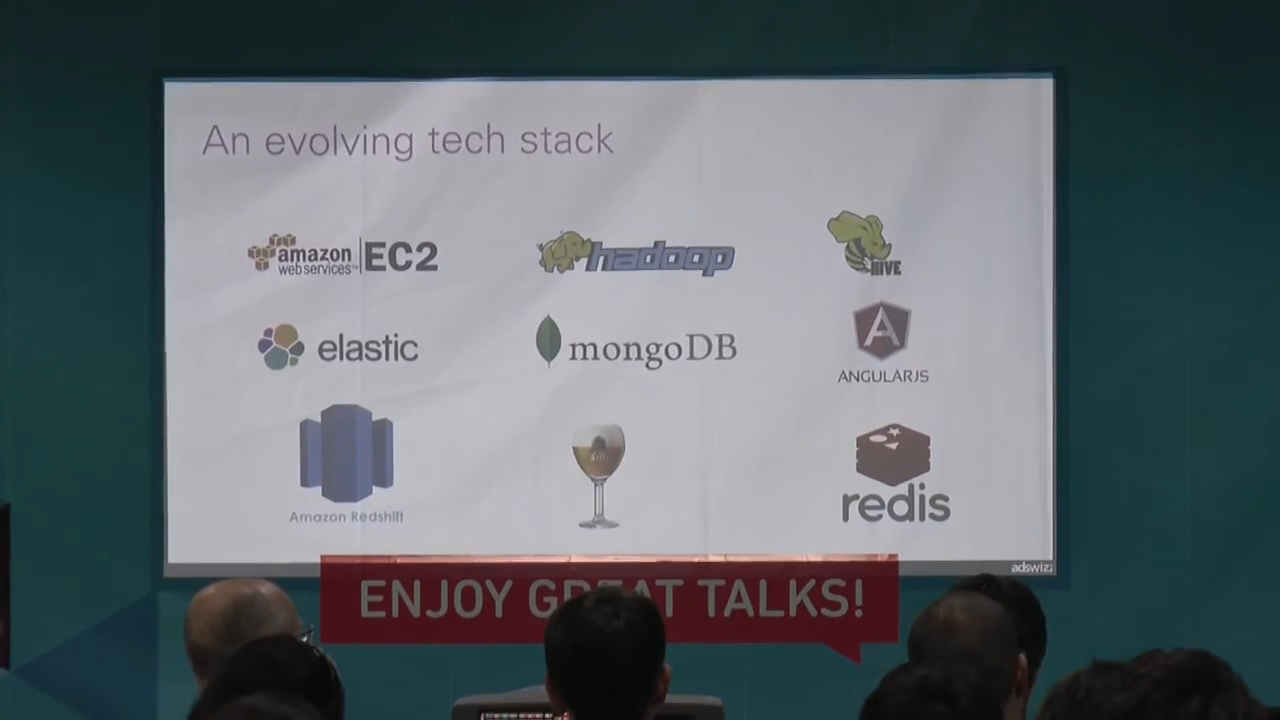 An evolving tech stack
amazon web services™ EC2
hadoop
HIVE
elastic
mongoDB
ANGULARJS
Amazon Redshift
redis
adswizz
ENJOY GREAT TALKS!